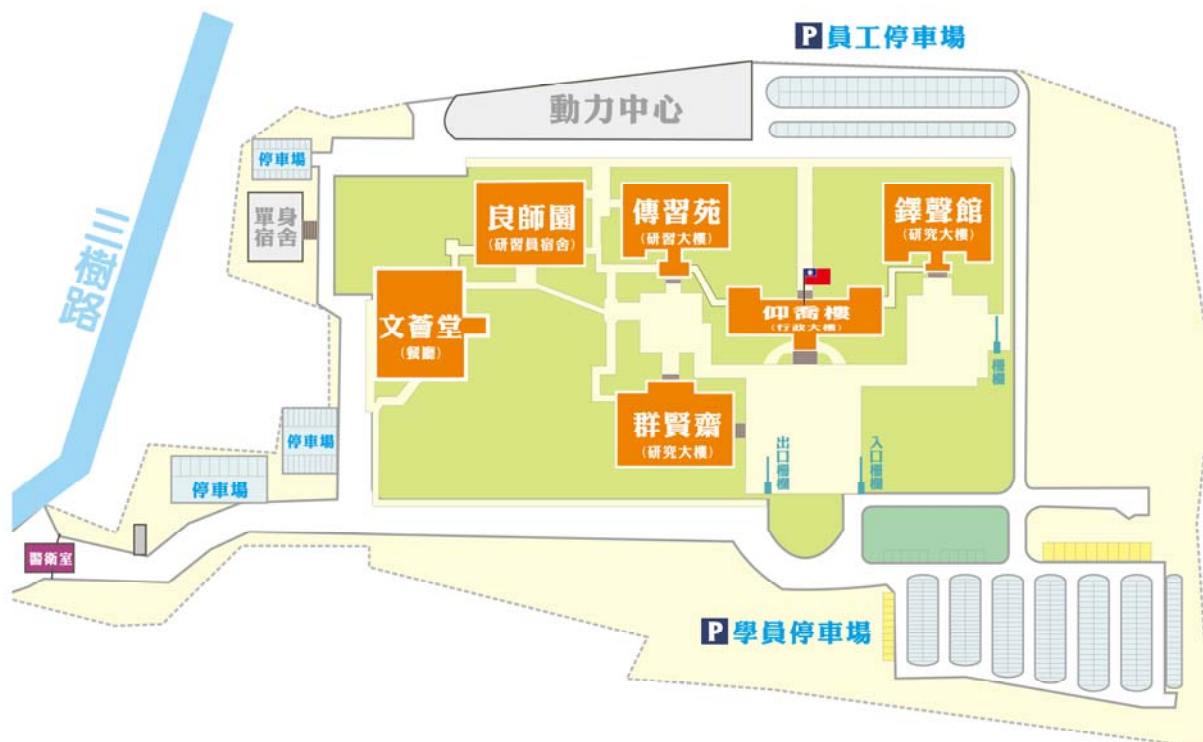 P 員工停車場
動力中心
停車場
單身
宿舍
三樹路
良師園
(研習員宿舍)
傳習苑
(研習大樓)
鐸聲館
(研究大樓)
文薈堂
(餐廳)
仰喬樓
(行政大樓)
柵欄
群賢齋
(研究大樓)
出口柵欄
入口柵欄
停車場
停車場
警衛室
P 學員停車場